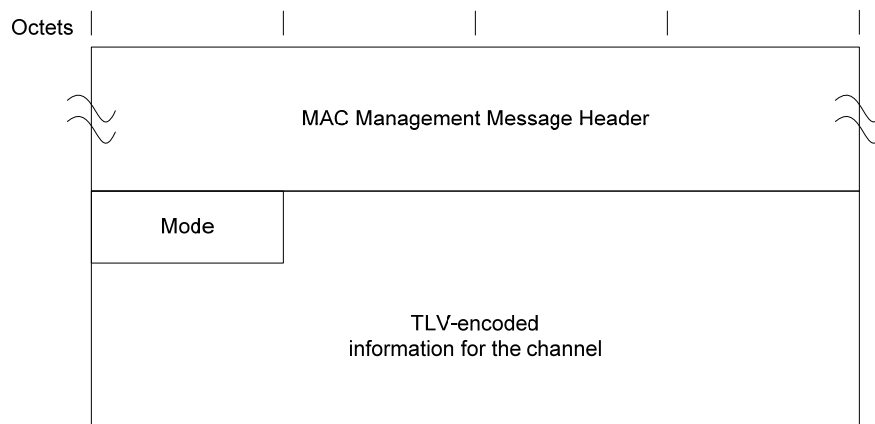 Octets
MAC Management Message Header
Mode
TLV-encoded
information for the channel